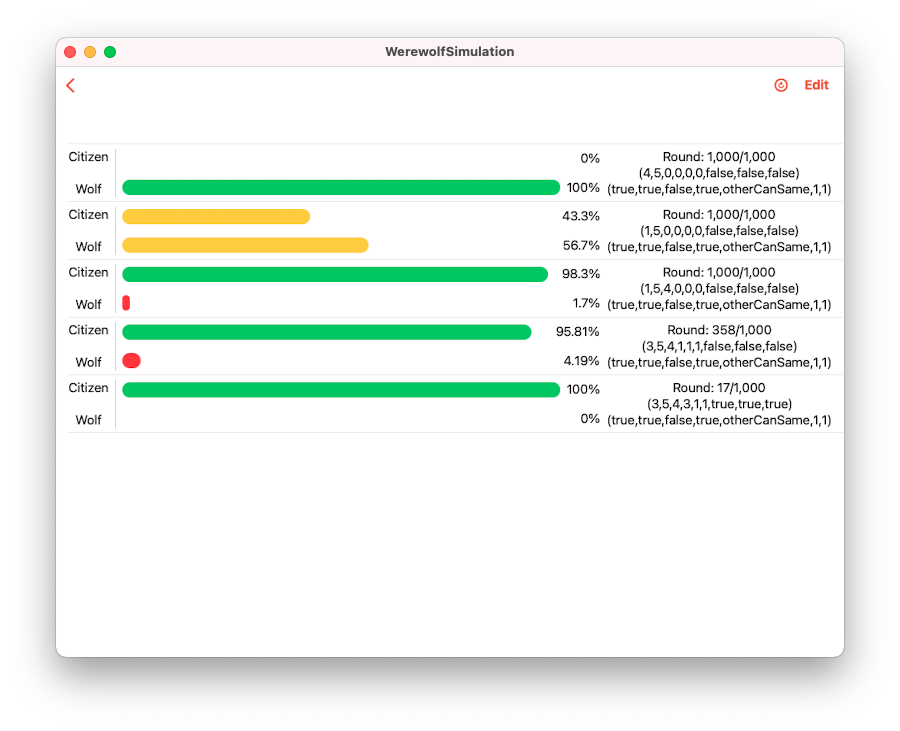 WerewolfSimulation
Edit
Citizen
0%
Wolf
100%
Round: 1,000/1,000
(4,5,0,0,0,0,false,false,false)
(true,true,false,true,otherCanSame,1,1)
Citizen
43.3%
Wolf
56.7%
Round: 1,000/1,000
(1,5,0,0,0,0,false,false,false)
(true,true,false,true,otherCanSame,1,1)
Citizen
98.3%
Wolf
1.7%
Round: 1,000/1,000
(1,5,4,0,0,0,false,false,false)
(true,true,false,true,otherCanSame,1,1)
Citizen
95.81%
Wolf
4.19%
Round: 358/1,000
(3,5,4,1,1,1,false,false,false)
(true,true,false,true,otherCanSame,1,1)
Citizen
100%
Wolf
0%
Round: 17/1,000
(3,5,4,3,1,1,true,true,true)
(true,true,false,true,otherCanSame,1,1)